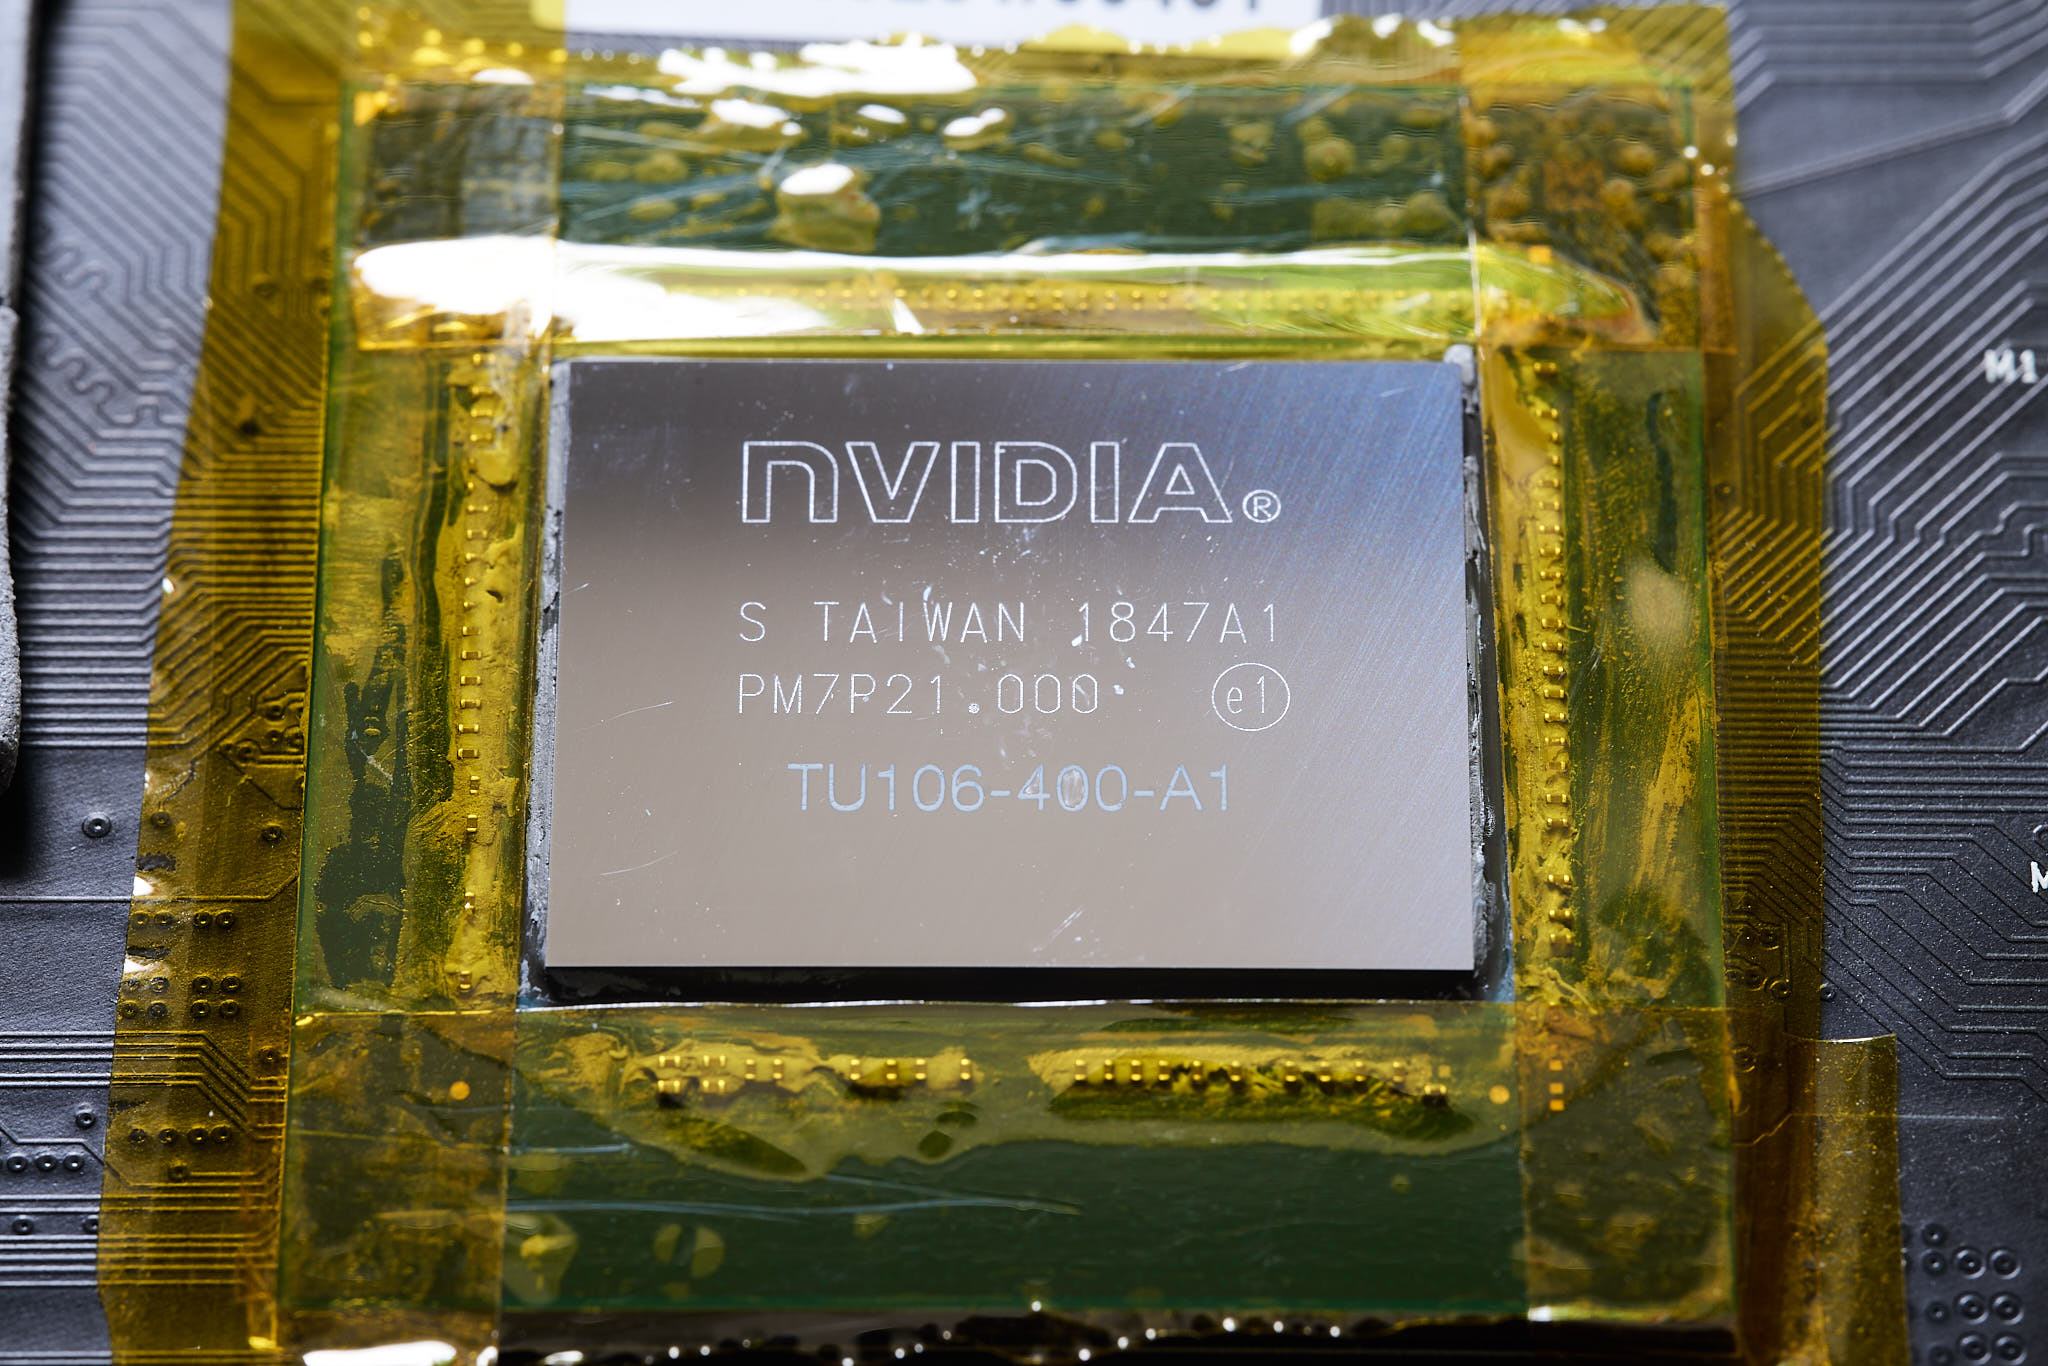 NVIDIA®
S TAIWAN 1847A1
PM7P21.000 e1
TU106-400-A1
M1